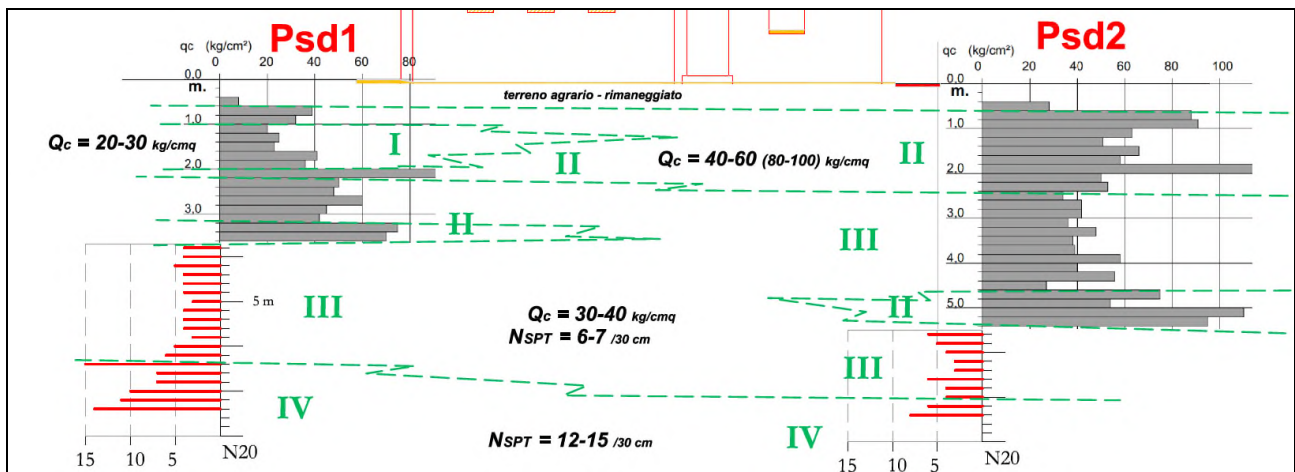 Psd1
Psd2
qc (kg/cm²)
0 20 40 60 80
0.0
m.
1.0
2.0
3.0
5 m
15 10 5 N20
qc (kg/cm²)
0 20 40 60 80 100
0.0
m.
1.0
2.0
3.0
4.0
5.0
15 10 5 N20
terreno agrario - rimaneggiato
Qc = 20-30 kg/cmq
I
II
Qc = 40-60 (80-100) kg/cmq
II
II
III
III
Qc = 30-40 kg/cmq
NSPT = 6-7 /30 cm
II
III
IV
NSPT = 12-15 /30 cm
IV